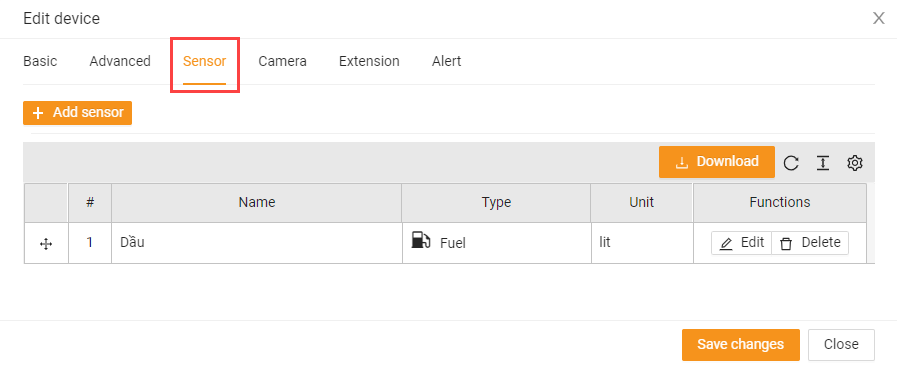 Edit device
Basic Advanced Sensor Camera Extension Alert
Add sensor
Download
# Name Type Unit Functions
1 Dầu Fuel lit Edit Delete
Save changes Close